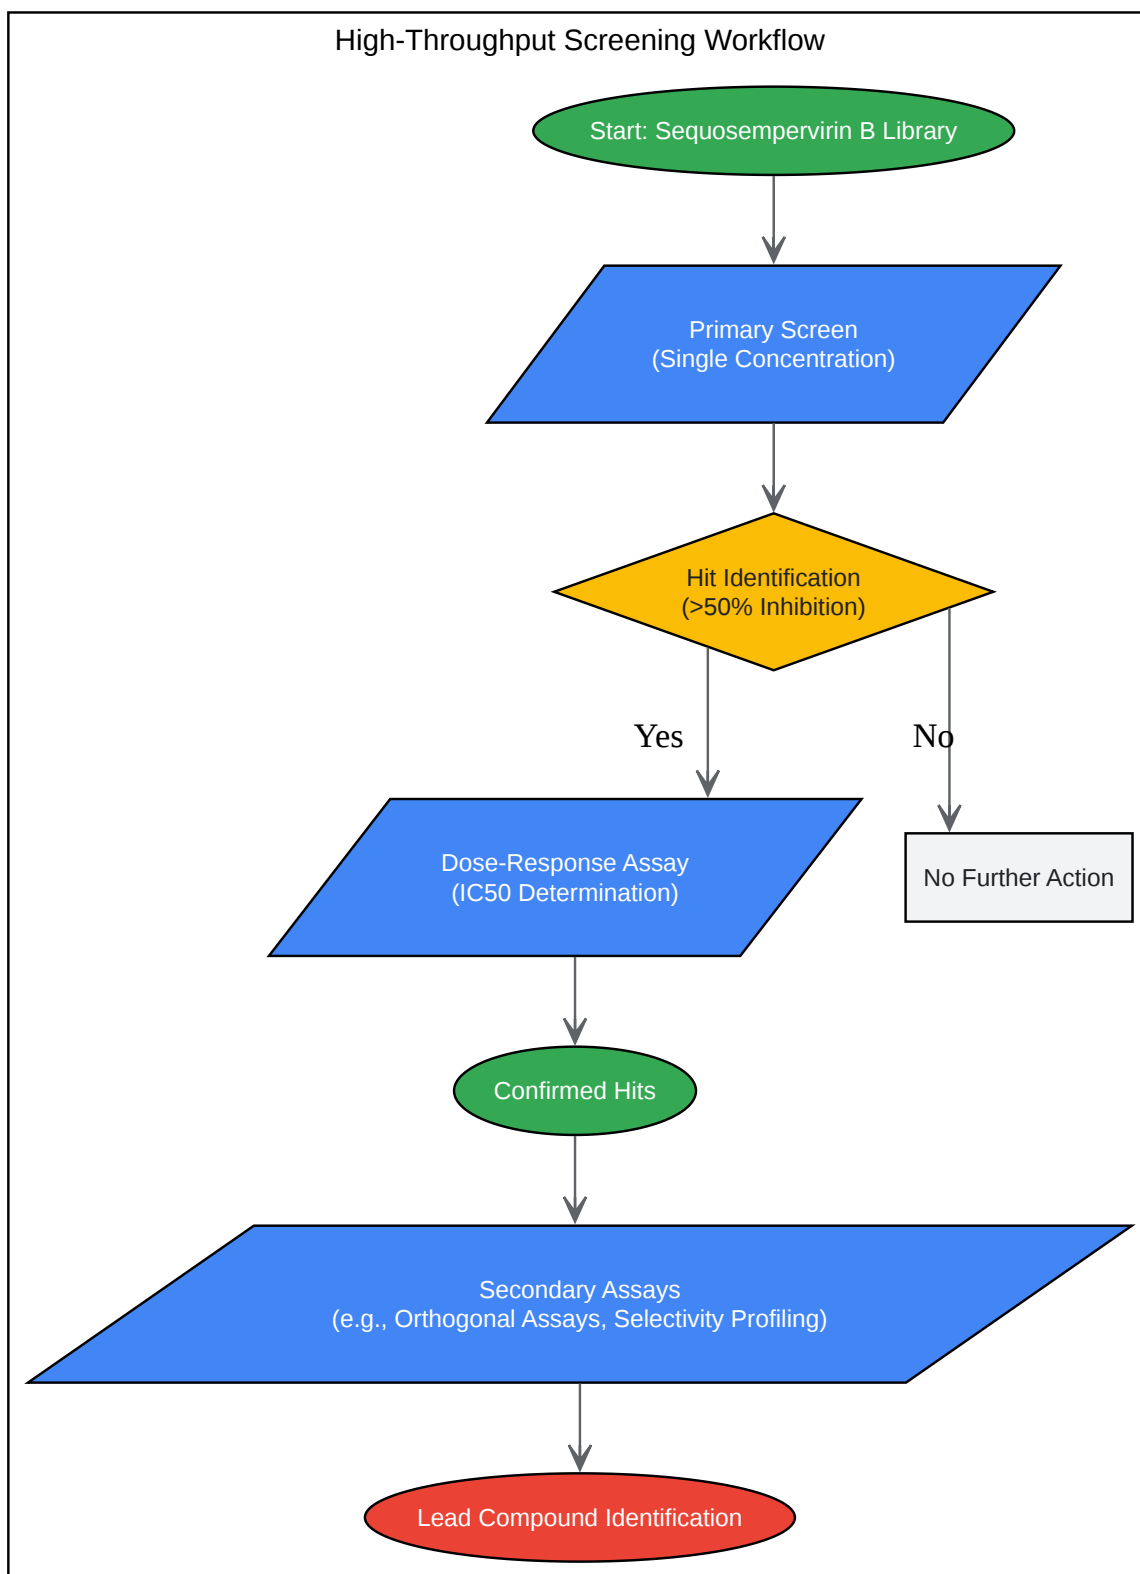 High-Throughput Screening Workflow
Start: Sequosempervirin B Library
Primary Screen
(Single Concentration)
Hit Identification
(>50% Inhibition)
Yes
No
Dose-Response Assay
(IC50 Determination)
No Further Action
Confirmed Hits
Secondary Assays
(e.g., Orthogonal Assays, Selectivity Profiling)
Lead Compound Identification